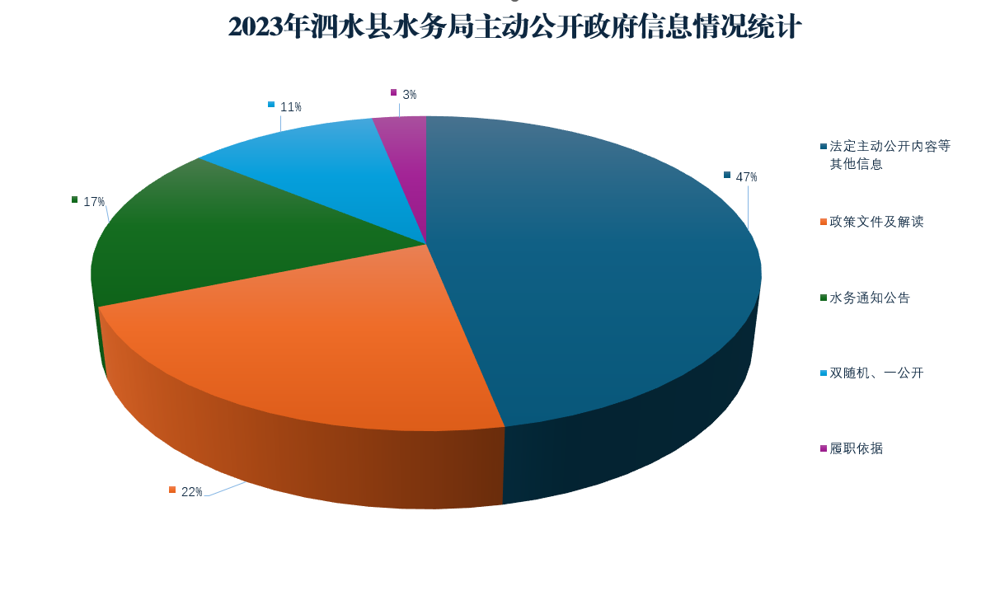 2023年泗水县水务局主动公开政府信息情况统计
3%
11%
47%
17%
22%
法定主动公开内容等
其他信息
政策文件及解读
水务通知公告
双随机、一公开
履职依据